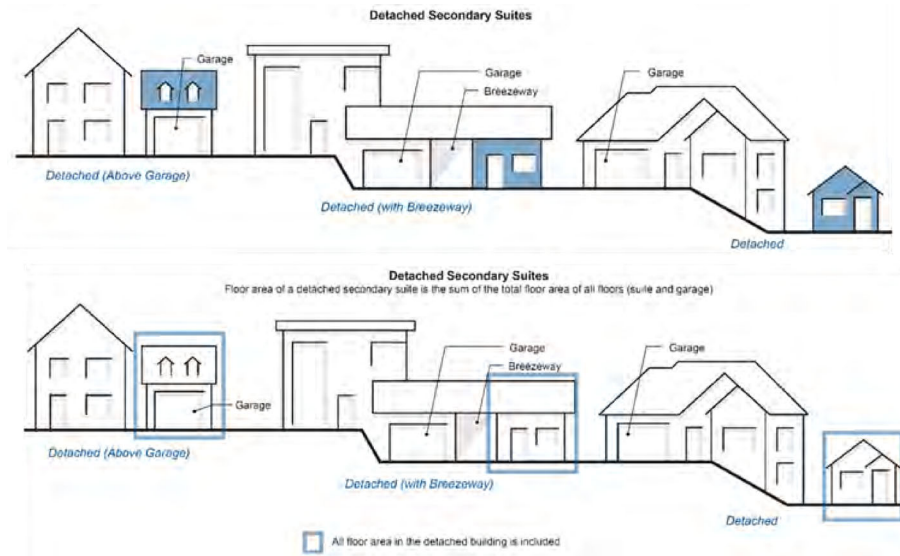 Detached Secondary Suites
Garage
Garage
Breezeway
Garage
Detached (Above Garage)
Detached (with Breezeway)
Detached
Detached Secondary Suites
Floor area of a detached secondary suite is the sum of the total floor area of all floors (suite and garage)
Garage
Breezeway
Garage
Garage
Detached (Above Garage)
Detached (with Breezeway)
Detached
All floor area in the detached building is included